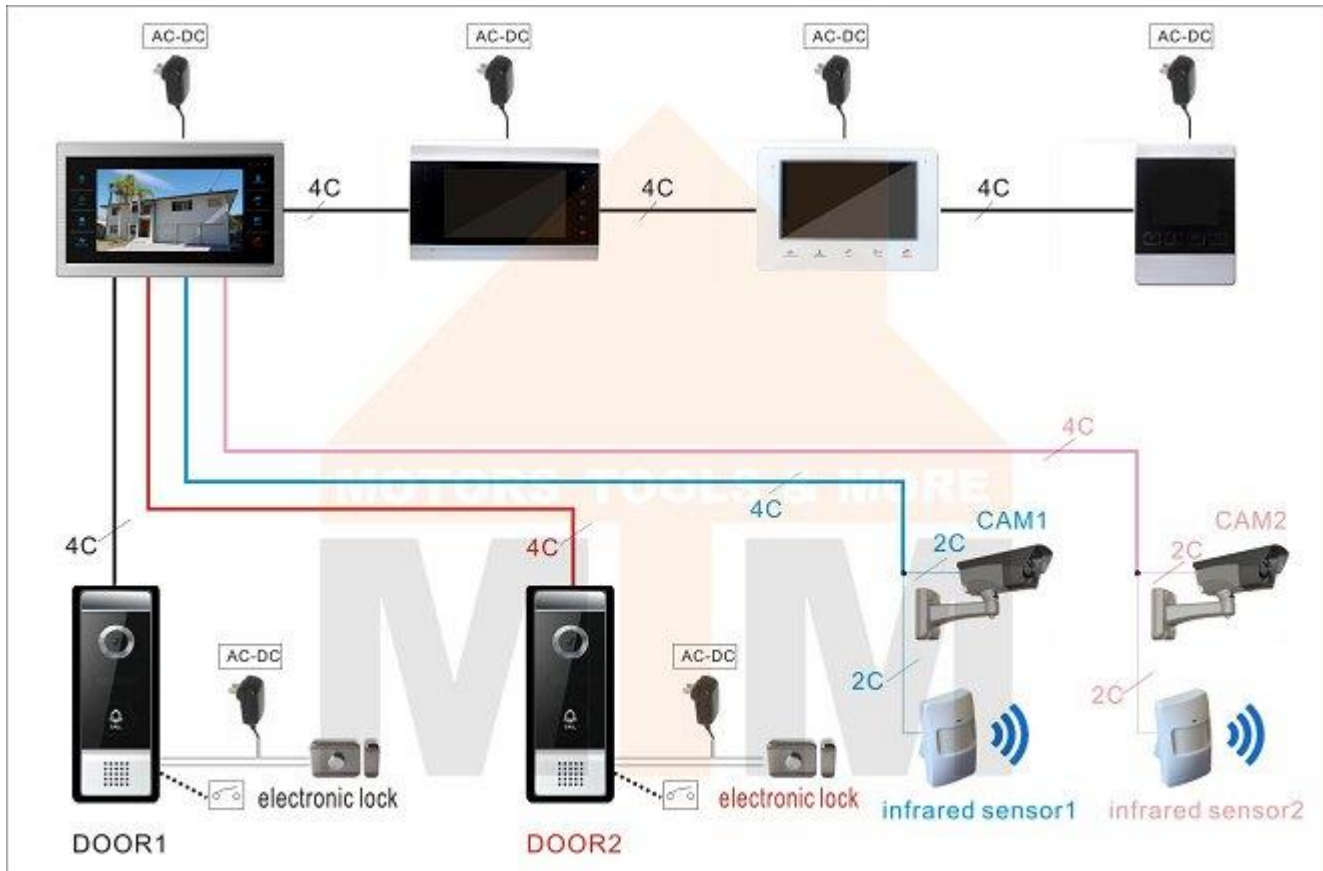 AC-DC
AC-DC
AC-DC
AC-DC
4C
4C
4C
4C
MOTORS TOOLS & MORE
4C
CAM1
CAM2
4C
4C
2C
2C
MTM
AC-DC
AC-DC
2C
2C
electronic lock
electronic lock
infrared sensor1
infrared sensor2
DOOR1
DOOR2